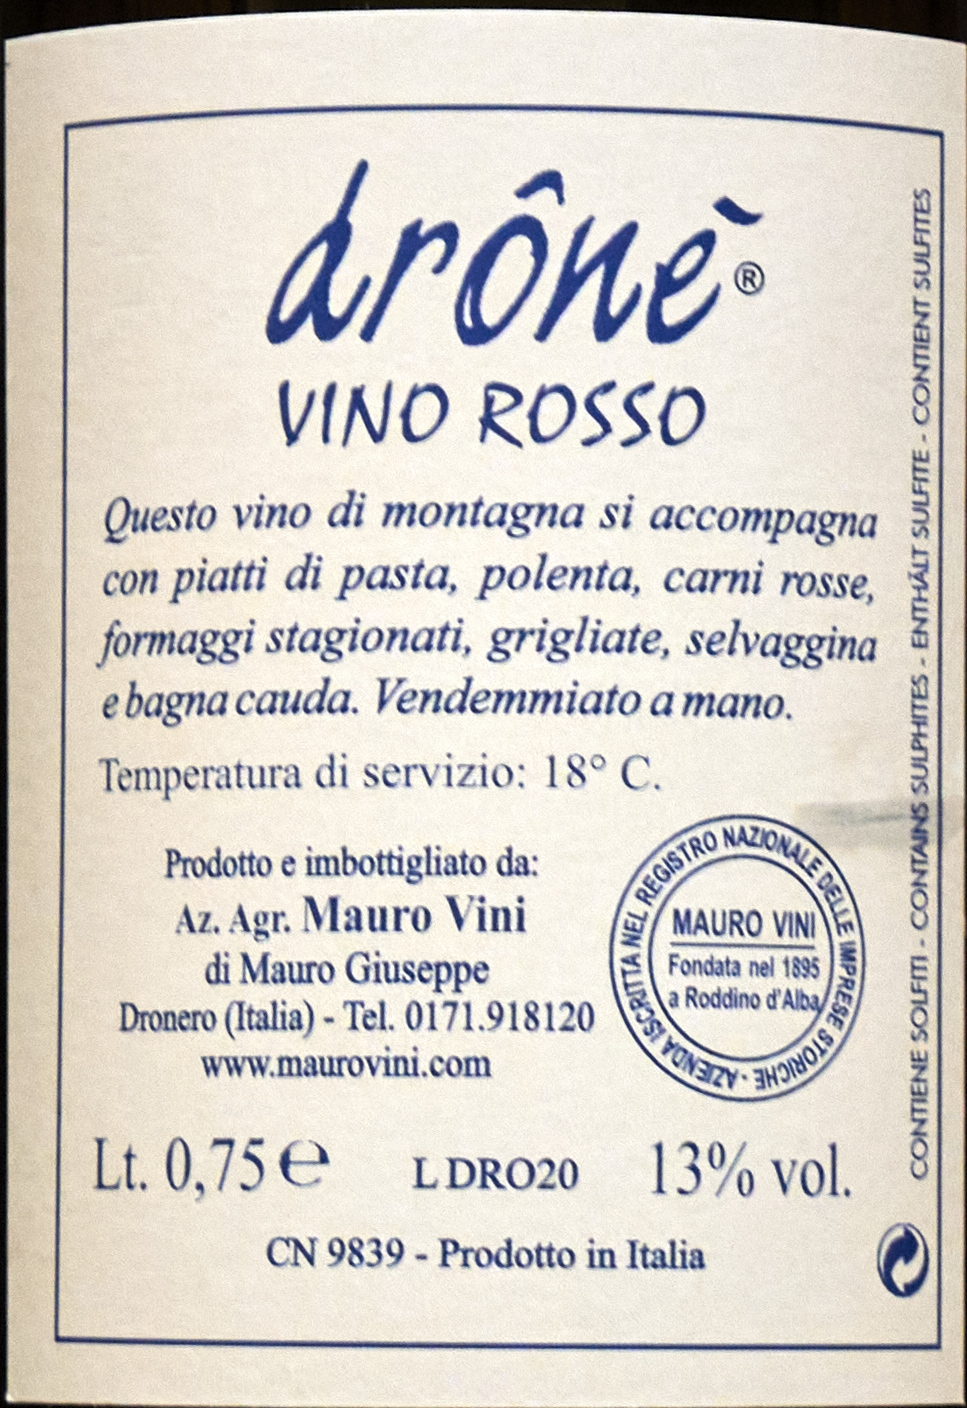 drônè®
VINO ROSSO
Questo vino di montagna si accompagna
con piatti di pasta, polenta, carni rosse,
formaggi stagionati, grigliate, selvaggina
e bagna cauda. Vendemmiato a mano.
Temperatura di servizio: 18° C.
Prodotto e imbottigliato da:
Az. Agr. Mauro Vini
di Mauro Giuseppe
Dronero (Italia) - Tel. 0171.918120
www.maurovini.com
AZIENDA ISCRITTA NEL REGISTRO NAZIONALE DELLE IMPRESE STORICHE -
MAURO VINI
Fondata nel 1895
a Roddino d'Alba
Lt. 0,75 ℮ L DRO20 13% vol.
CN 9839 - Prodotto in Italia
CONTIENE SOLFITI - CONTAINS SULPHITES - ENTHÄLT SULFITE - CONTIENT SULFITES